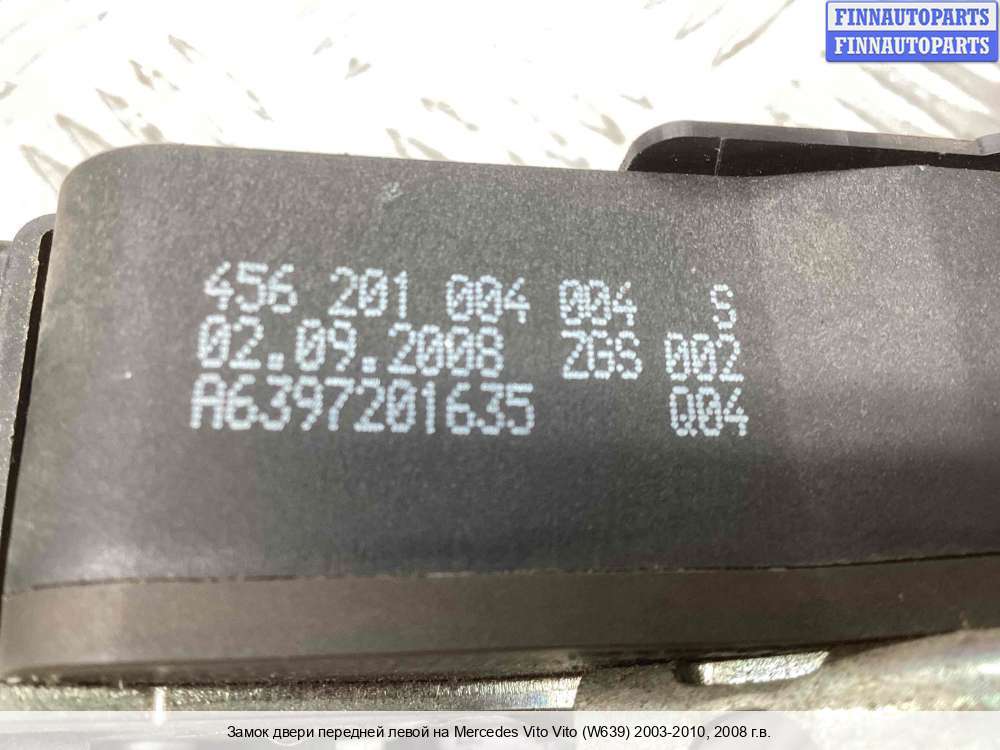 FINNAUTOPARTS
FINNAUTOPARTS
456 201 004 004 S
02.09.2008 ZGS 002
A6397201635 Q04
Замок двери передней левой на Mercedes Vito Vito (W639) 2003-2010, 2008 г.в.